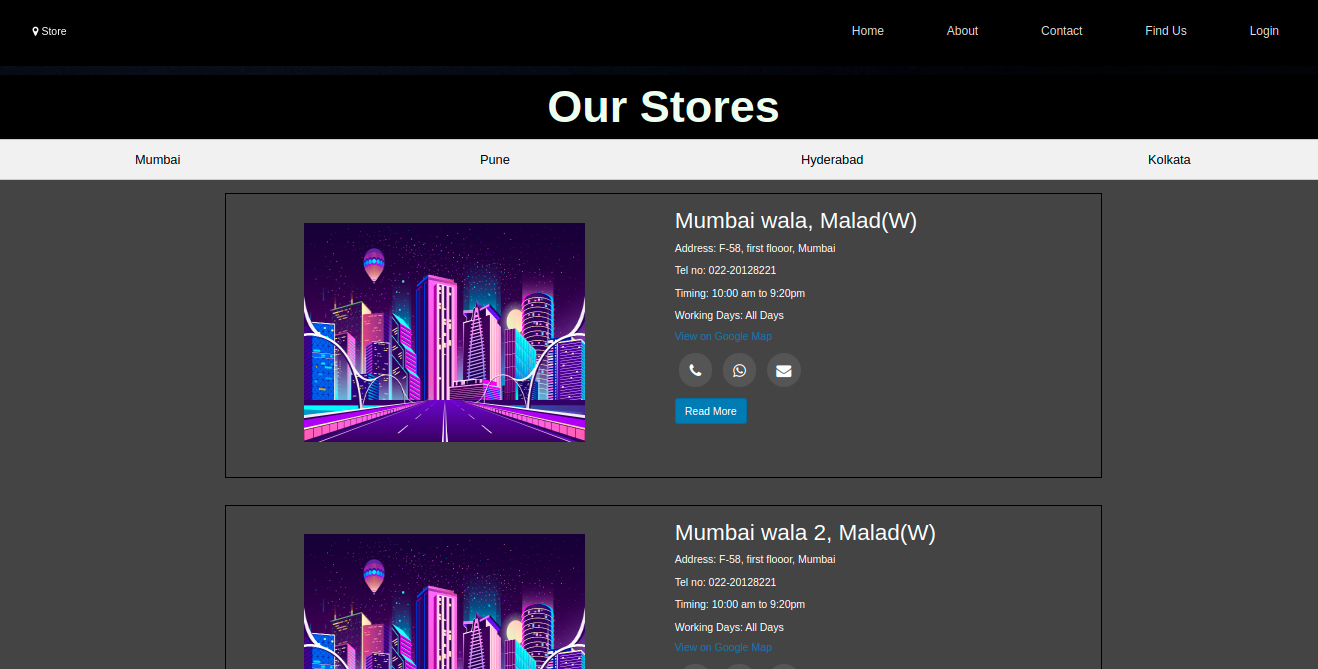 Store
Home About Contact Find Us Login
Our Stores
Mumbai Pune Hyderabad Kolkata
Mumbai wala, Malad(W)
Address: F-58, first flooor, Mumbai
Tel no: 022-20128221
Timing: 10:00 am to 9:20pm
Working Days: All Days
View on Google Map
Read More
Mumbai wala 2, Malad(W)
Address: F-58, first flooor, Mumbai
Tel no: 022-20128221
Timing: 10:00 am to 9:20pm
Working Days: All Days
View on Google Map